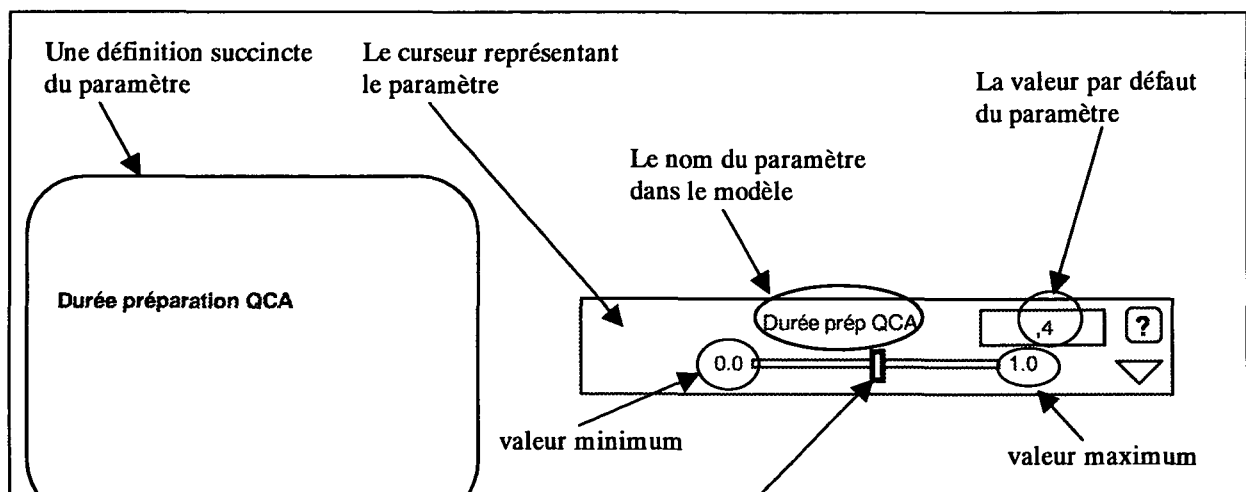 Une définition succincte
du paramètre
Le curseur représentant
le paramètre
La valeur par défaut
du paramètre
Le nom du paramètre
dans le modèle
Durée préparation QCA
Durée prép QCA
,4
?
0.0
1.0
valeur minimum
valeur maximum